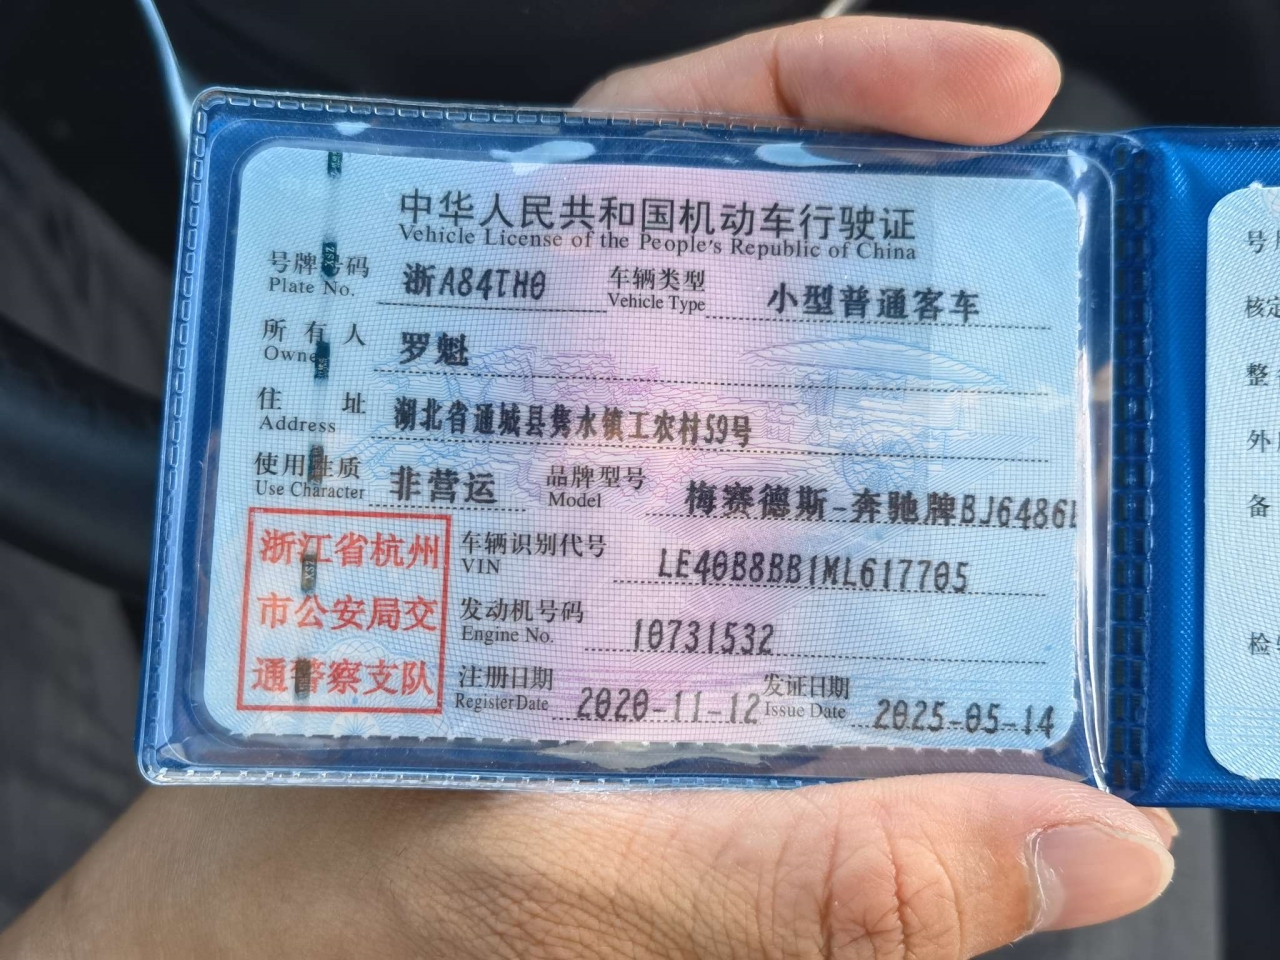 中华人民共和国机动车行驶证
Vehicle License of the People's Republic of China
号牌号码 浙A84TH0 车辆类型 小型普通客车
Plate No. Vehicle Type
所有人 罗魁
Owner
住址 湖北省通城县隽水镇工农村59号
Address
使用性质 非营运 品牌型号 梅赛德斯-奔驰牌BJ6486L
Use Character Model
浙江省杭州
市公安局交
通警察支队
车辆识别代号 LE40B8BB1ML617705
VIN
发动机号码 10731532
Engine No.
注册日期 2020-11-12 发证日期 2025-05-14
Register Date Issue Date
号
核定
整
外
备
检